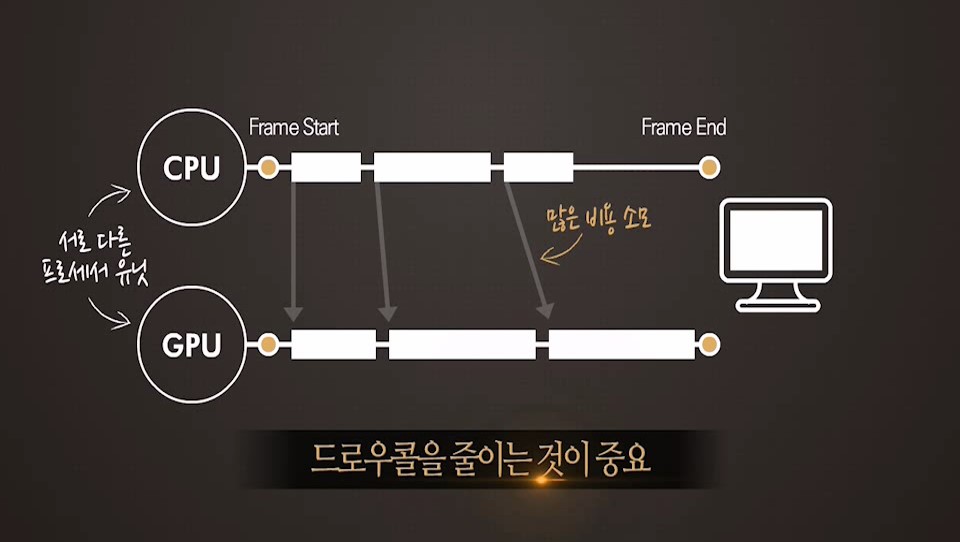 Frame Start
Frame End
CPU
많은 비용 소모
서로 다른
프로세서 유닛
GPU
드로우콜을 줄이는 것이 중요